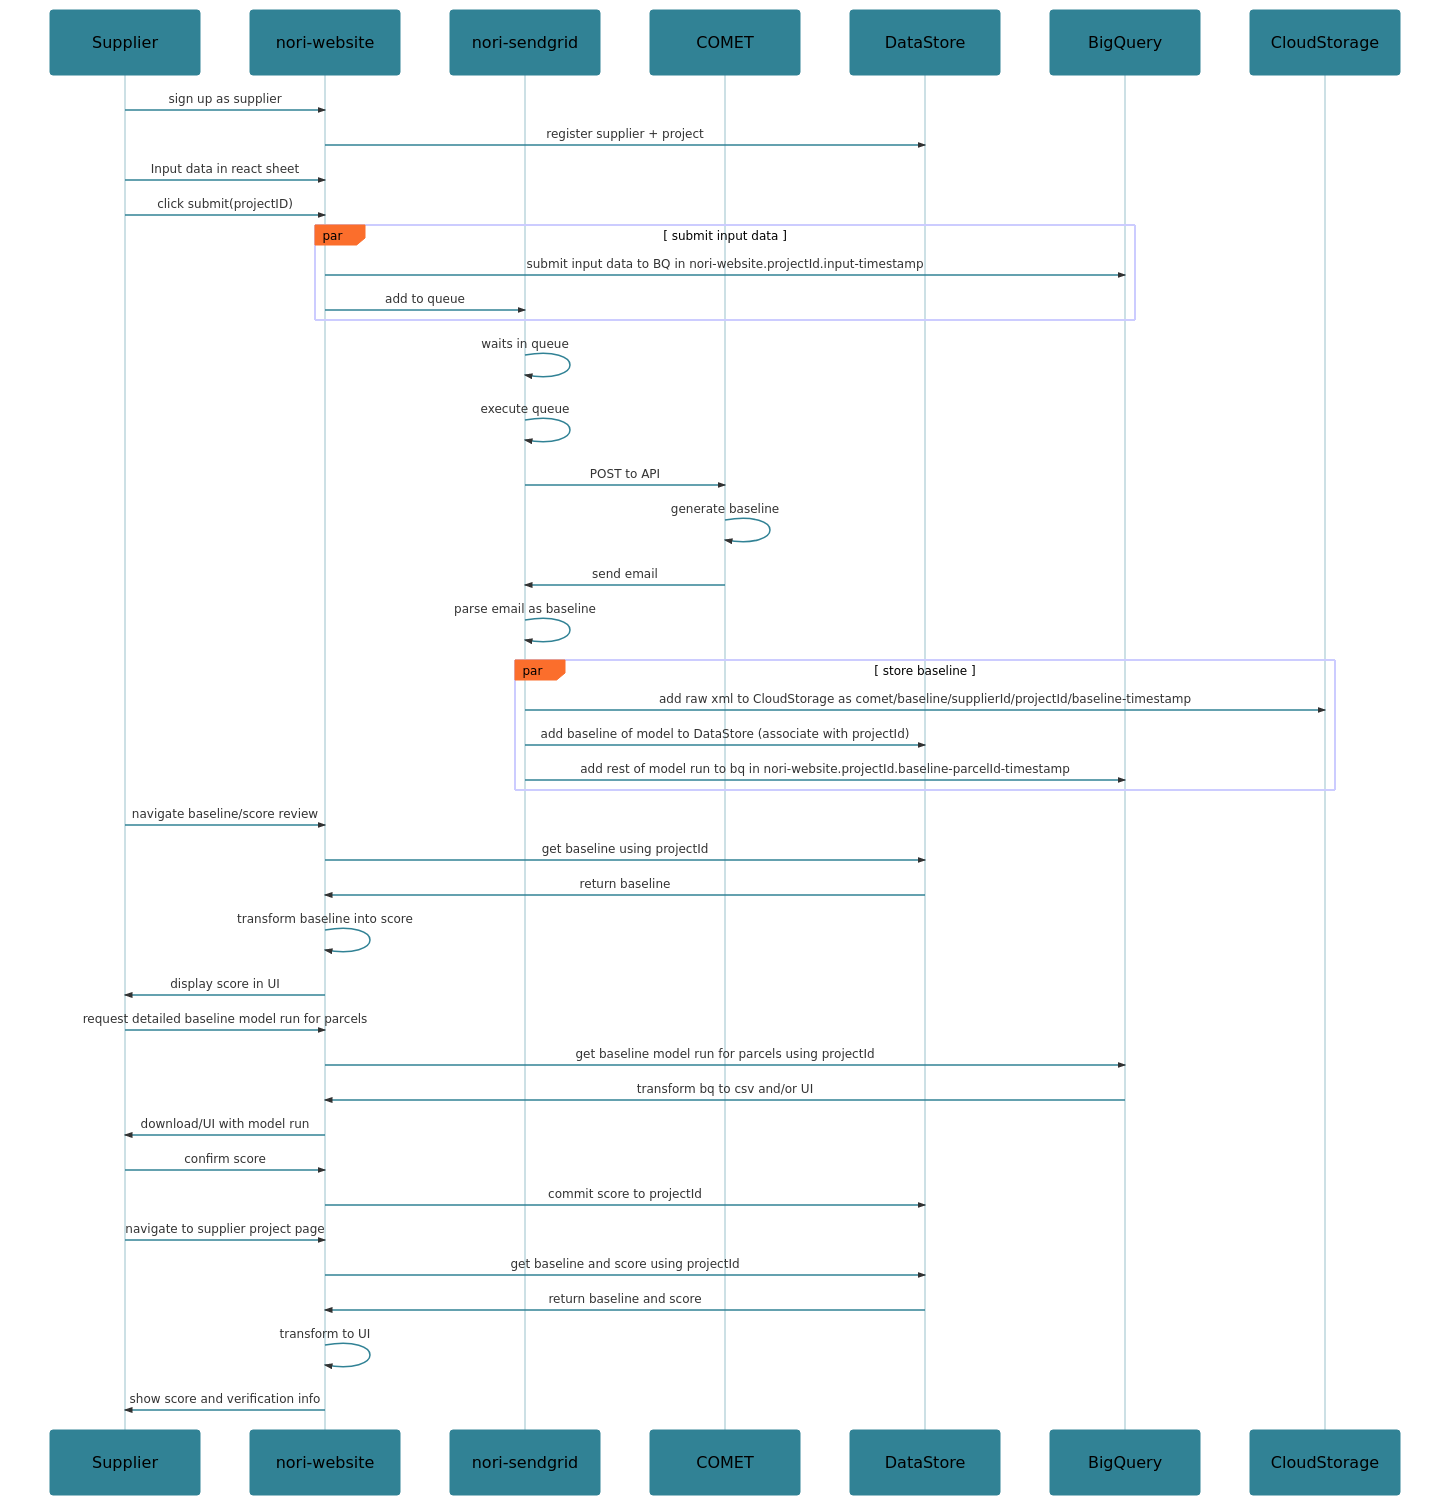 Supplier
nori-website
nori-sendgrid
COMET
DataStore
BigQuery
CloudStorage
sign up as supplier
register supplier + project
Input data in react sheet
click submit(projectID)
par
[ submit input data ]
submit input data to BQ in nori-website.projectId.input-timestamp
add to queue
waits in queue
execute queue
POST to API
generate baseline
send email
parse email as baseline
par
[ store baseline ]
add raw xml to CloudStorage as comet/baseline/supplierId/projectId/baseline-timestamp
add baseline of model to DataStore (associate with projectId)
add rest of model run to bq in nori-website.projectId.baseline-parcelId-timestamp
navigate baseline/score review
get baseline using projectId
return baseline
transform baseline into score
display score in UI
request detailed baseline model run for parcels
get baseline model run for parcels using projectId
transform bq to csv and/or UI
download/UI with model run
confirm score
commit score to projectId
navigate to supplier project page
get baseline and score using projectId
return baseline and score
transform to UI
show score and verification info
Supplier
nori-website
nori-sendgrid
COMET
DataStore
BigQuery
CloudStorage